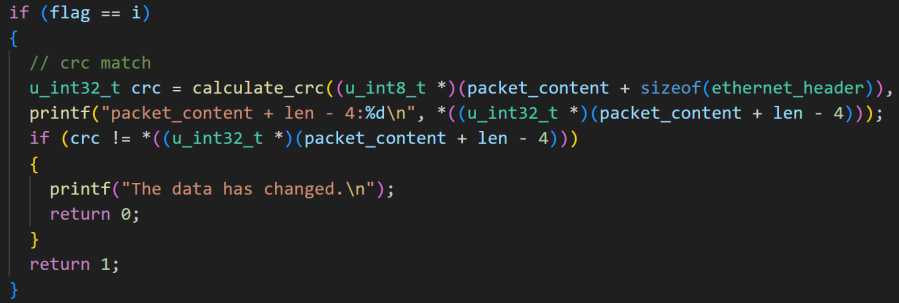 if (flag == i)
{
// crc match
u_int32_t crc = calculate_crc((u_int8_t *)(packet_content + sizeof(ethernet_header)),
printf("packet_content + len - 4:%d\n", *((u_int32_t *)(packet_content + len - 4)));
if (crc != *((u_int32_t *)(packet_content + len - 4)))
{
printf("The data has changed.\n");
return 0;
}
return 1;
}